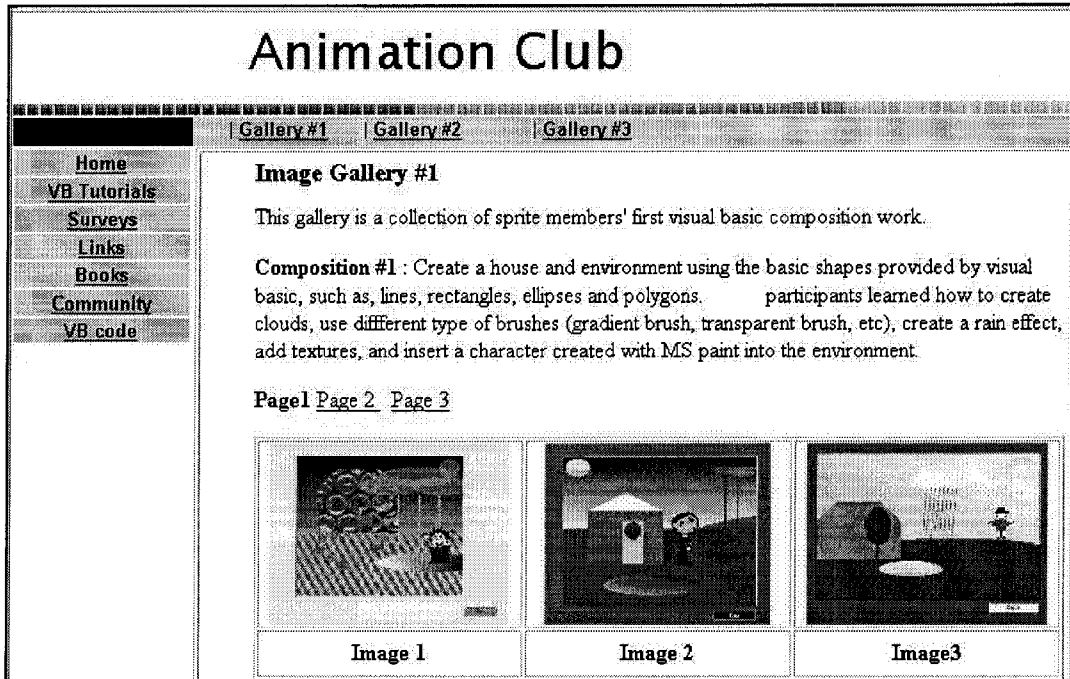 Animation Club
| Gallery #1 | Gallery #2 | Gallery #3
Home
VB Tutorials
Surveys
Links
Books
Community
VB code
Image Gallery #1
This gallery is a collection of sprite members' first visual basic composition work.
Composition #1 : Create a house and environment using the basic shapes provided by visual
basic, such as, lines, rectangles, ellipses and polygons. participants learned how to create
clouds, use diffferent type of brushes (gradient brush, transparent brush, etc), create a rain effect,
add textures, and insert a character created with MS paint into the environment.
Page1 Page 2 Page 3
Image 1 Image 2 Image3